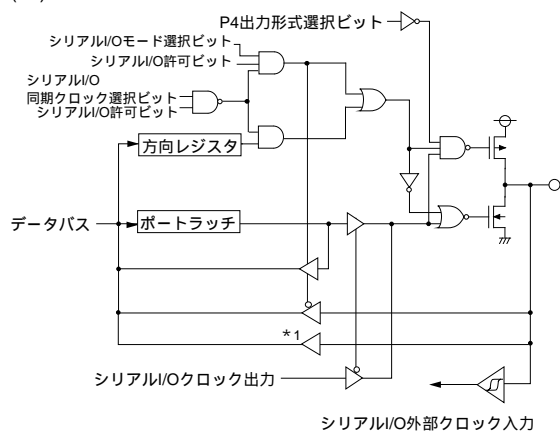 P4出力形式選択ビット
シリアルI/Oモード選択ビット
シリアルI/O許可ビット
シリアルI/O
同期クロック選択ビット
シリアルI/O許可ビット
方向レジスタ
データバス
ポートラッチ
*1
シリアルI/Oクロック出力
シリアルI/O外部クロック入力